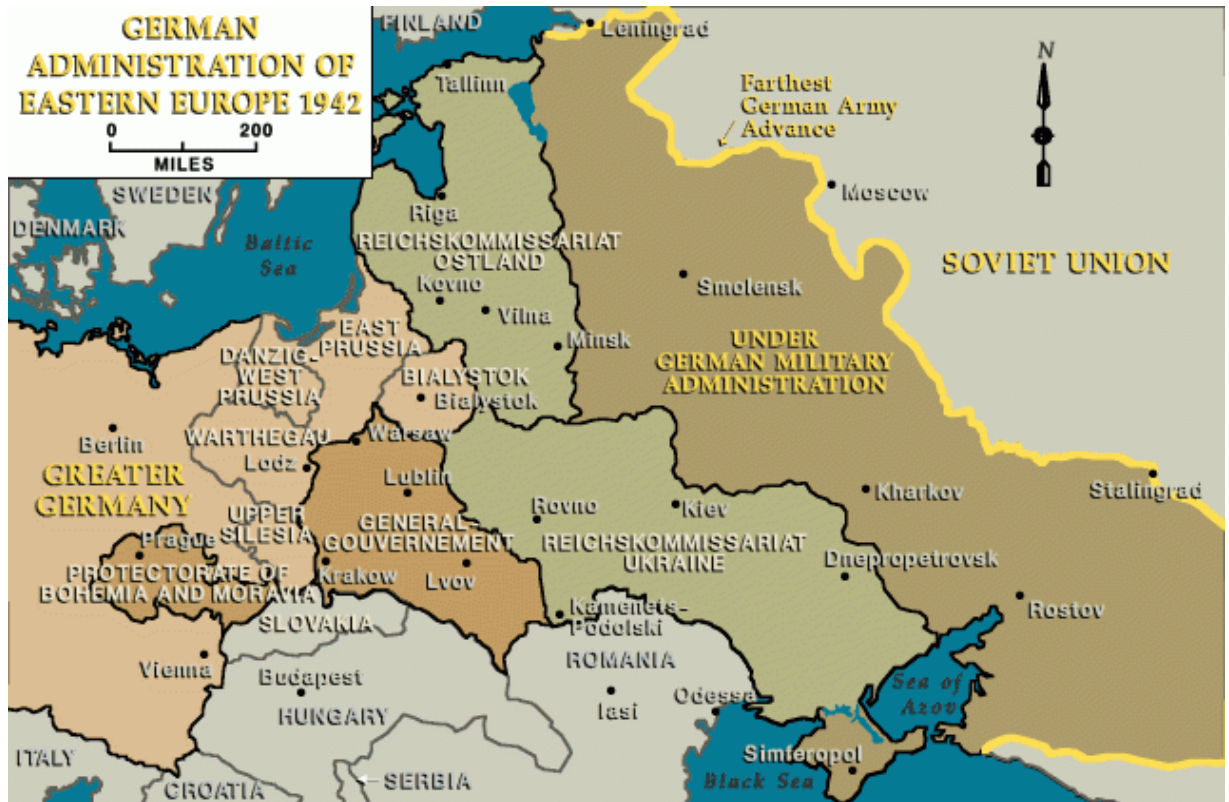 GERMAN
ADMINISTRATION OF
EASTERN EUROPE 1942
0 200
MILES
FINLAND
Leningrad
N
Tallinn
Farthest
German Army
Advance
SWEDEN
Moscow
DENMARK
Riga
Baltic
Sea
REICHSKOMMISSARIAT
OSTLAND
SOVIET UNION
Kovno
Smolensk
Vilna
EAST
PRUSSIA
Minsk
UNDER
GERMAN MILITARY
ADMINISTRATION
DANZIG-
WEST
PRUSSIA
BIALYSTOK
Bialystok
Berlin
WARTHEGAU
Warsaw
Lodz
GREATER
GERMANY
Lublin
Kharkov
Stalingrad
UPPER
SILESIA
Rovno
Kiev
GENERAL-
GOUVERNEMENT
REICHSKOMMISSARIAT
UKRAINE
Prague
Dnepropetrovsk
PROTECTORATE OF
BOHEMIA AND MORAVIA
Krakow
Lvov
Kamenets-
Podolski
Rostov
SLOVAKIA
Vienna
ROMANIA
Budapest
Sea of
Azov
Odessa
Iasi
HUNGARY
ITALY
Simferopol
Black Sea
SERBIA
CROATIA